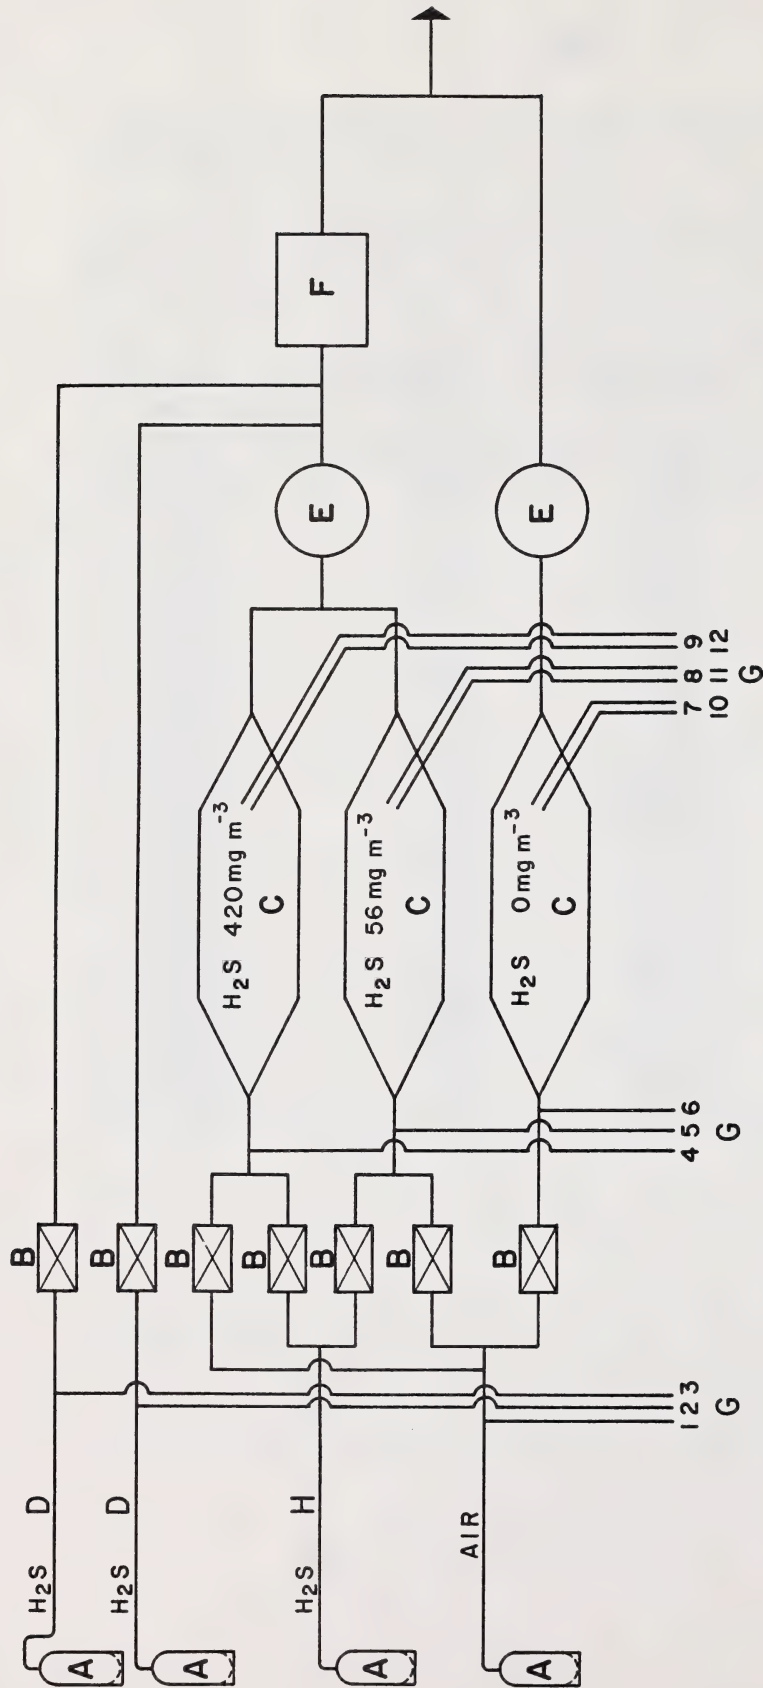 A
H₂S D
B
A
H₂S D
B
B
A
H₂S H
B
B
B
A
AIR
B
H₂S 420 mg m⁻³
C
H₂S 56 mg m⁻³
C
H₂S 0 mg m⁻³
C
E
F
E
1 2 3
G
4 5 6
G
7 8 9
10 11 12
G